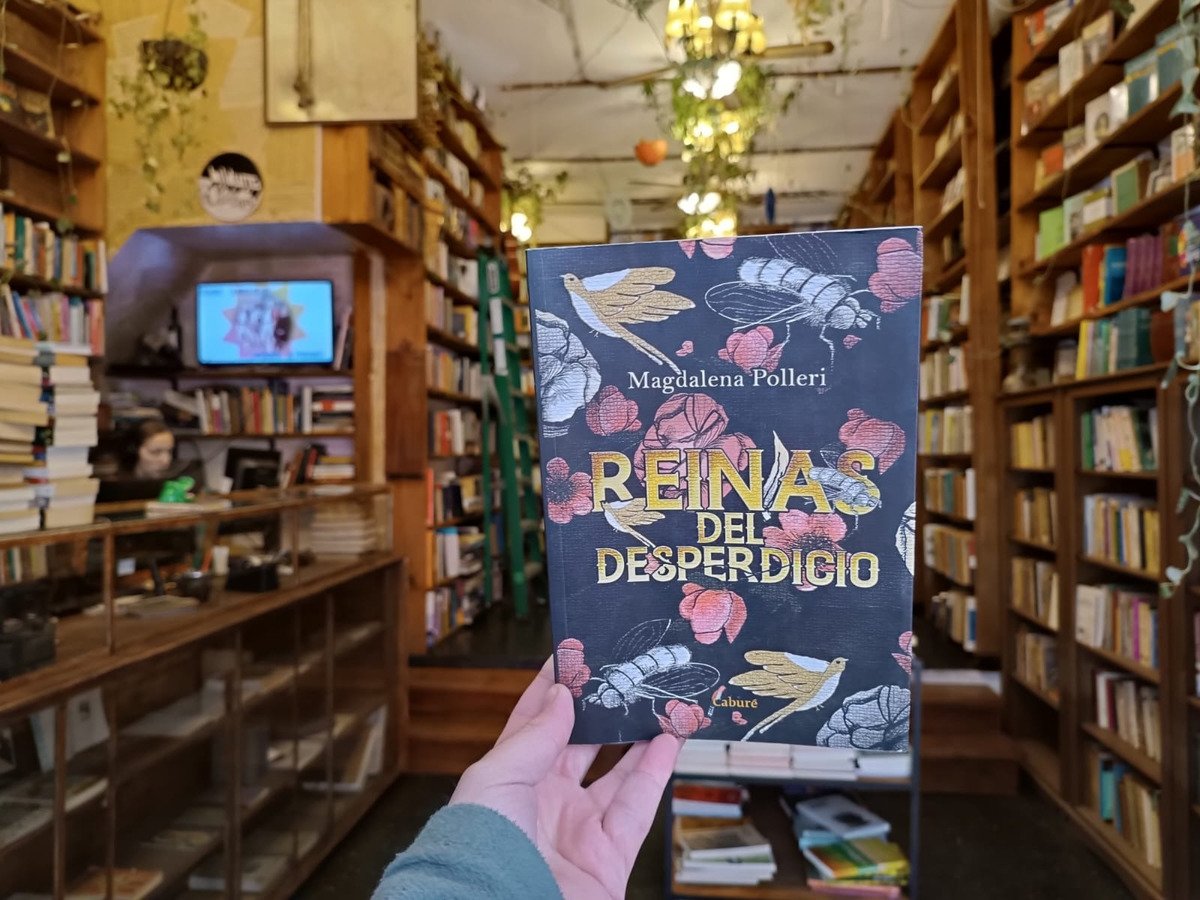 Magdalena Polleri
REINAS
DEL
DESPERDICIO
Caburé